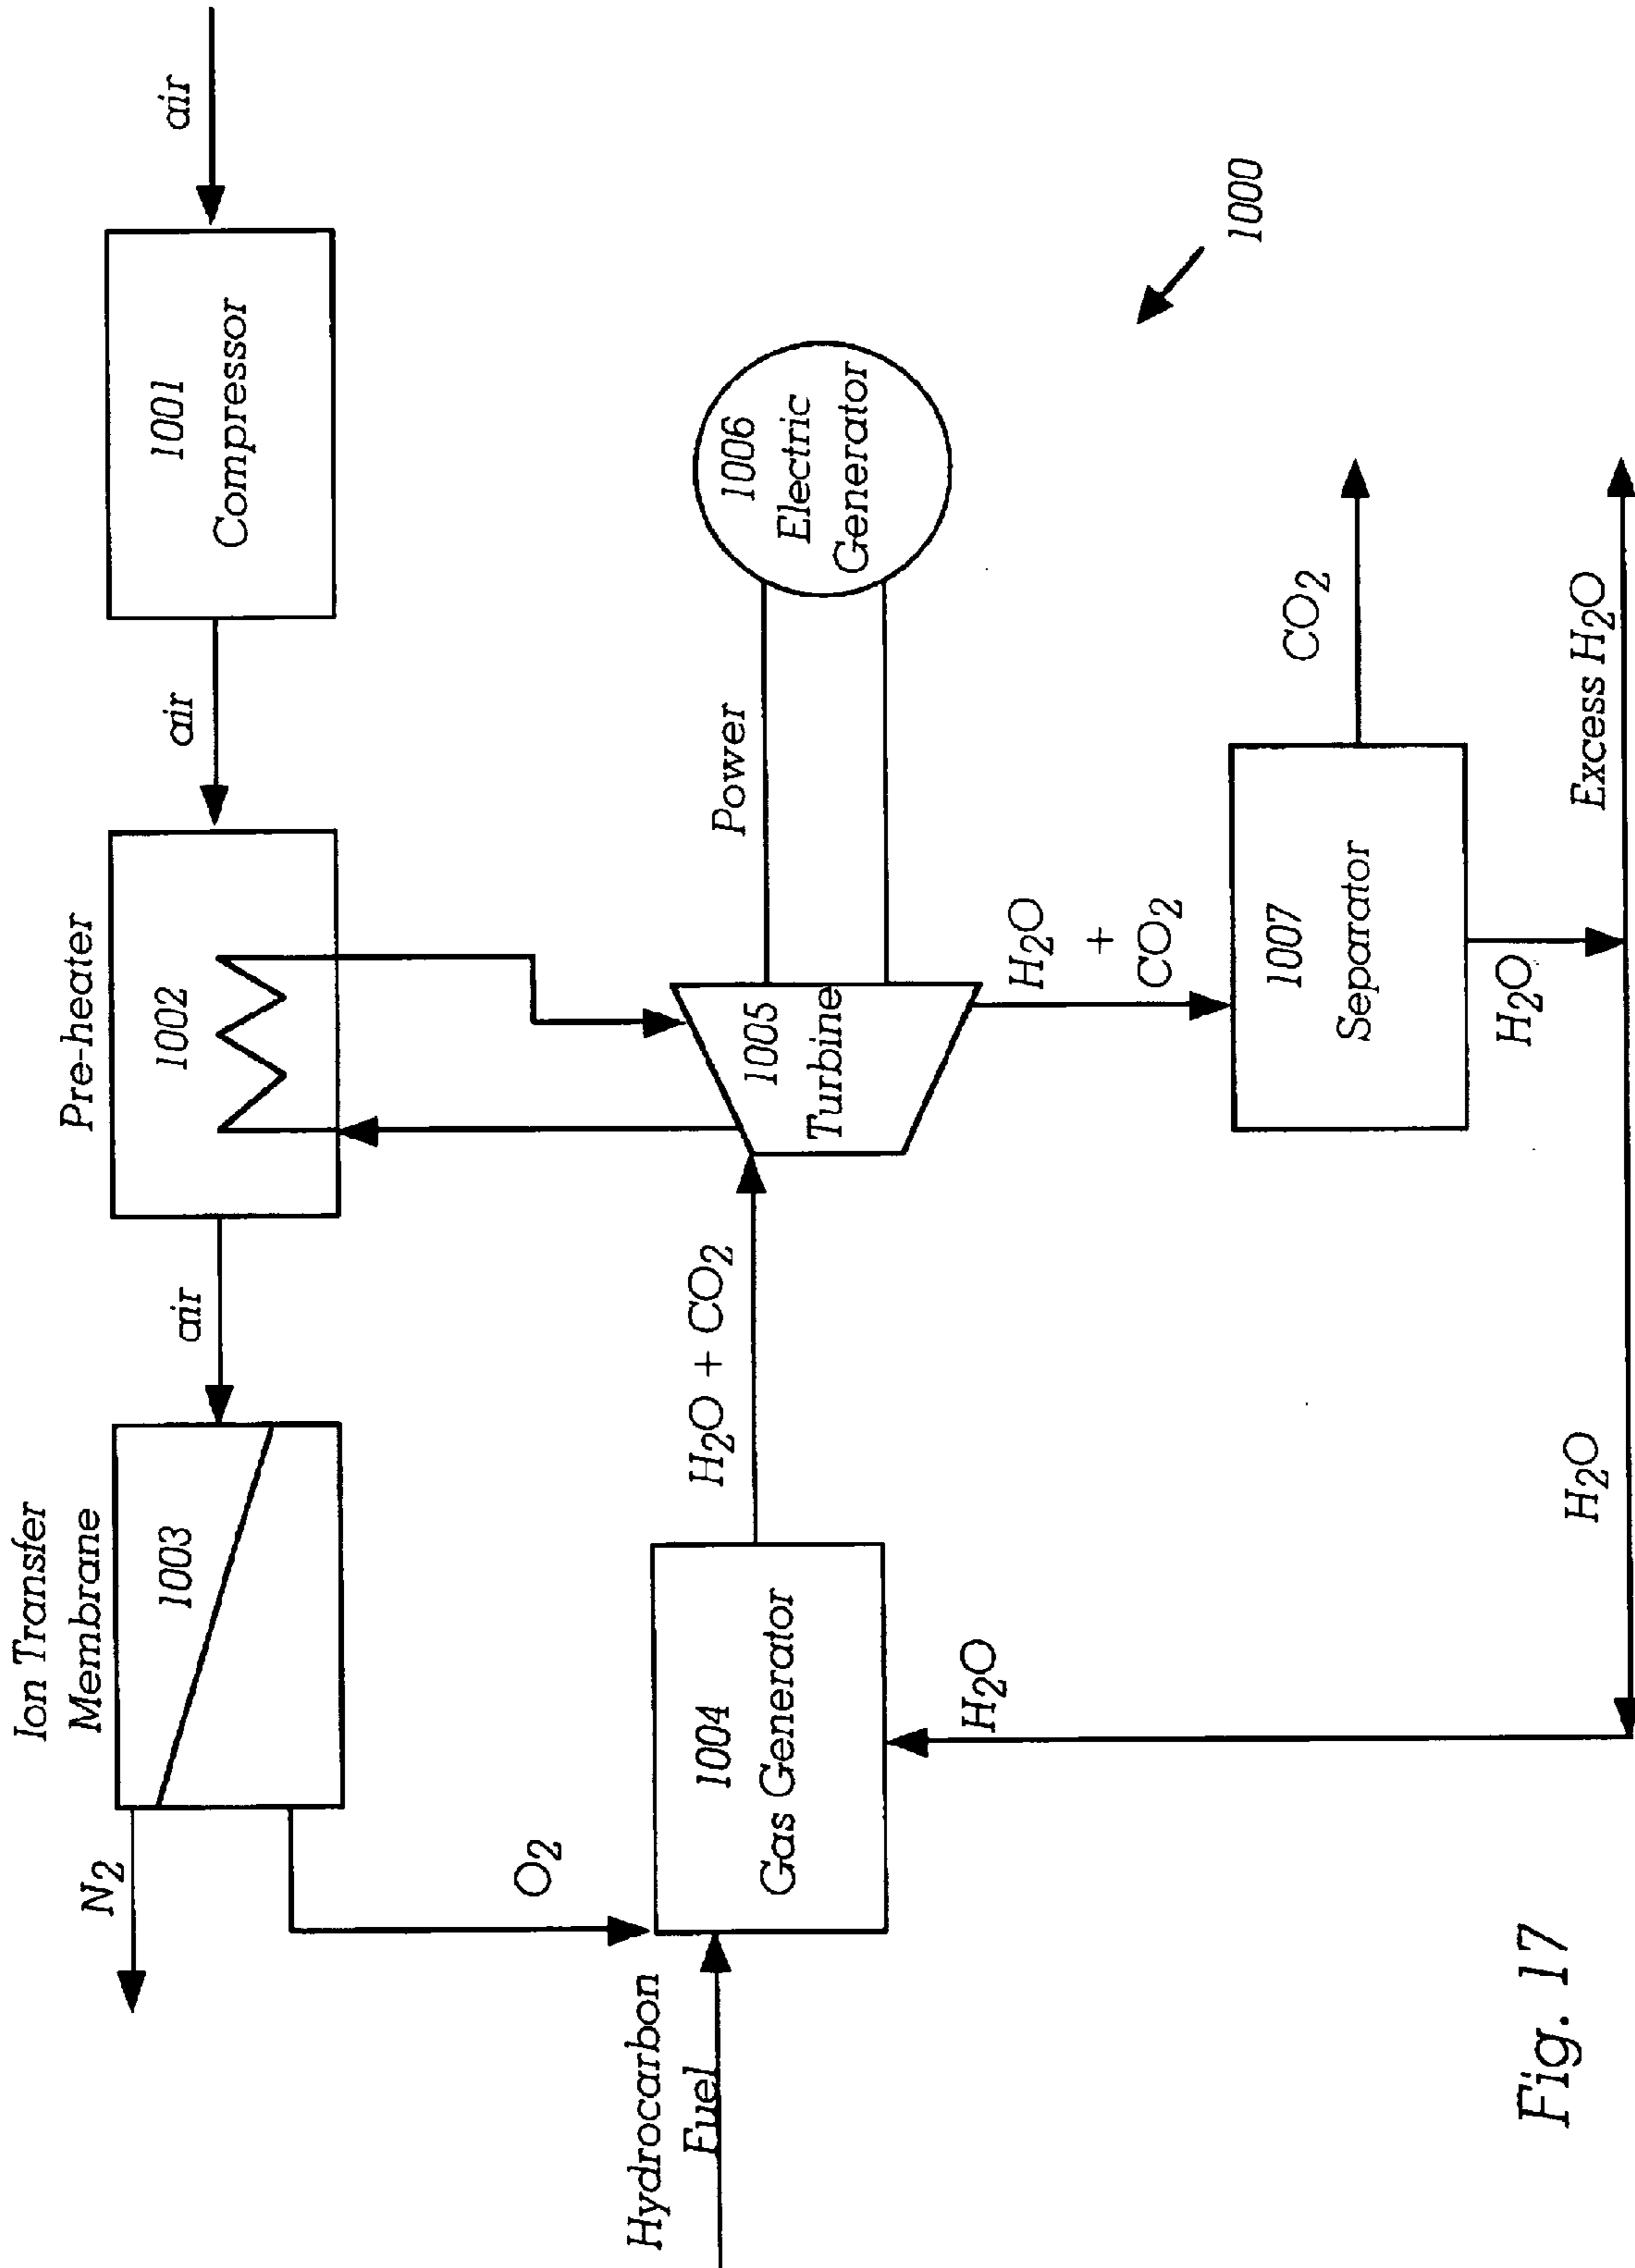 Ion Transfer
Membrane
Pre-heater
N2
1003
air
1002
air
1001
Compressor
air
O2
Hydrocarbon
Fuel
1004
Gas Generator
H2O + CO2
1005
Turbine
Power
1006
Electric
Generator
H2O
H2O
+
CO2
1007
Separator
CO2
1000
H2O
H2O
Excess H2O
Fig. 17